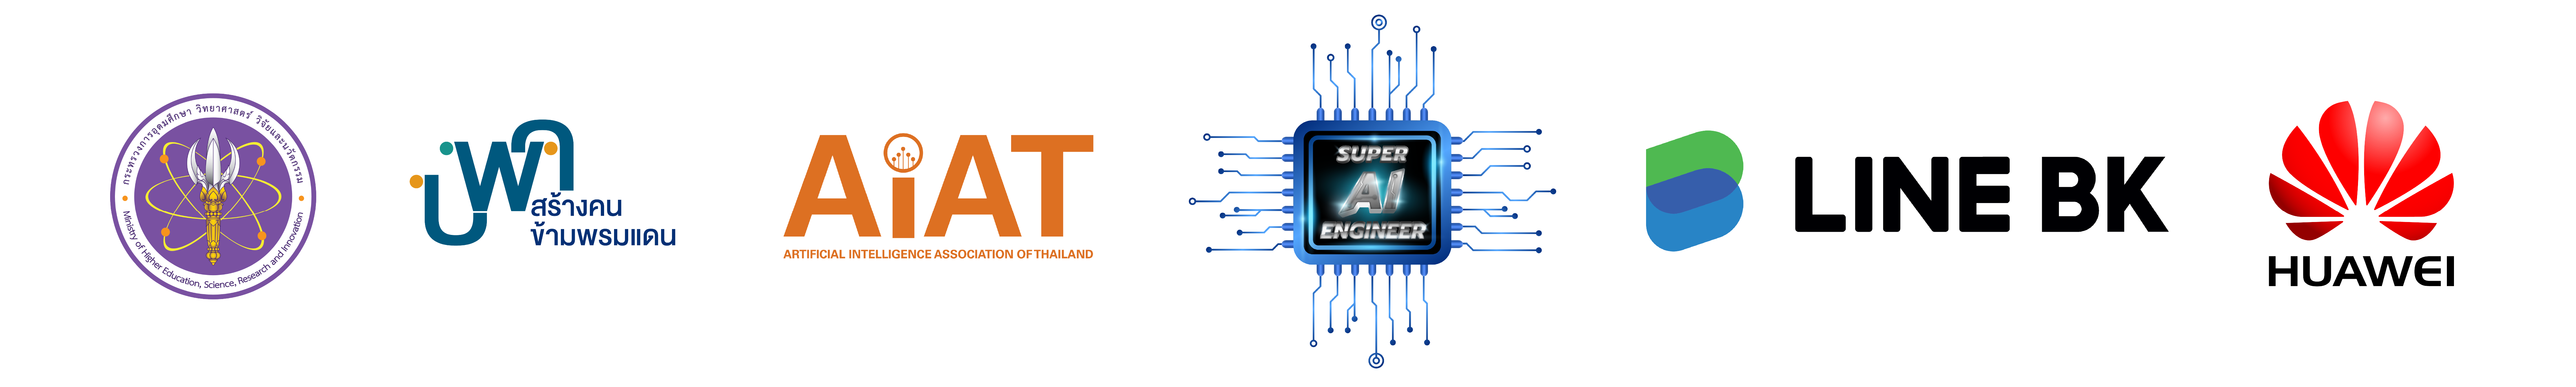 กระทรวงการอุดมศึกษา วิทยาศาสตร์ วิจัยและนวัตกรรม
Ministry of Higher Education, Science, Research and Innovation
บพค
สร้างคน
ข้ามพรมแดน
AiAT
ARTIFICIAL INTELLIGENCE ASSOCIATION OF THAILAND
SUPER
AI
ENGINEER
LINE BK
HUAWEI